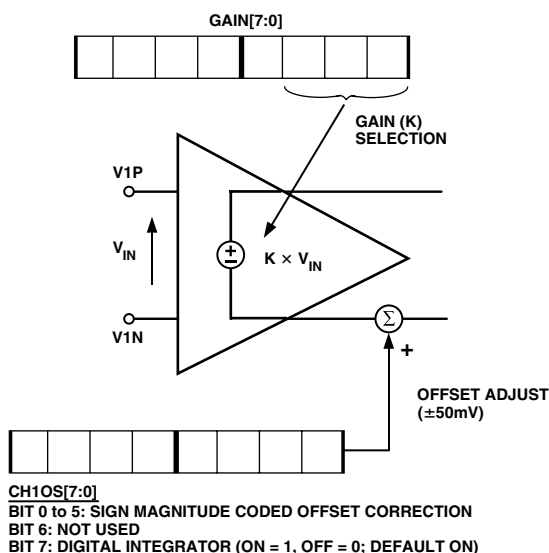 GAIN[7:0]
GAIN (K)
SELECTION
V1P
VIN
K × VIN
V1N
Σ
+
OFFSET ADJUST
(±50mV)
CH1OS[7:0]
BIT 0 to 5: SIGN MAGNITUDE CODED OFFSET CORRECTION
BIT 6: NOT USED
BIT 7: DIGITAL INTEGRATOR (ON = 1, OFF = 0; DEFAULT ON)